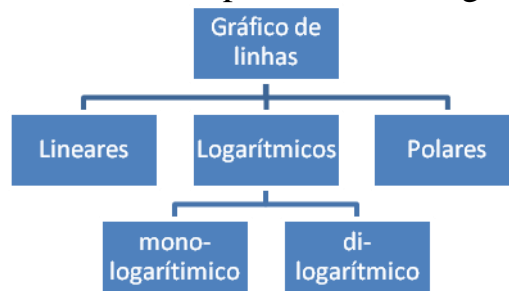 Gráfico de
linhas
Lineares
Logarítmicos
Polares
mono-
logarítimico
di-
logarítmico